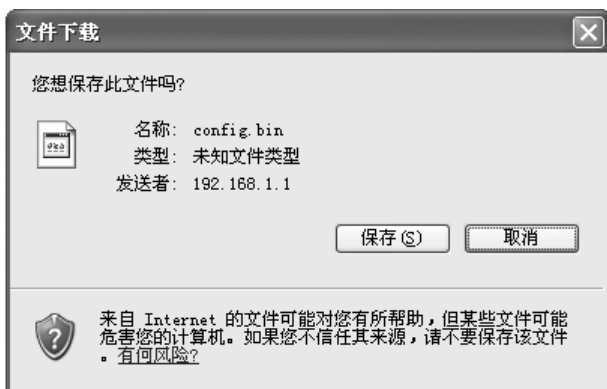 文件下载
您想保存此文件吗?
名称: config.bin
类型: 未知文件类型
发送者: 192.168.1.1
保存(S) 取消
来自 Internet 的文件可能对您有所帮助，但某些文件可能
危害您的计算机。如果您不信任其来源，请不要保存该文件
。有何风险?